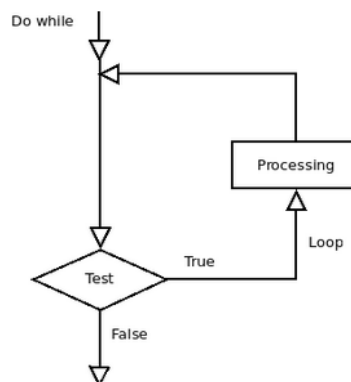 Do while
Processing
Loop
True
Test
False